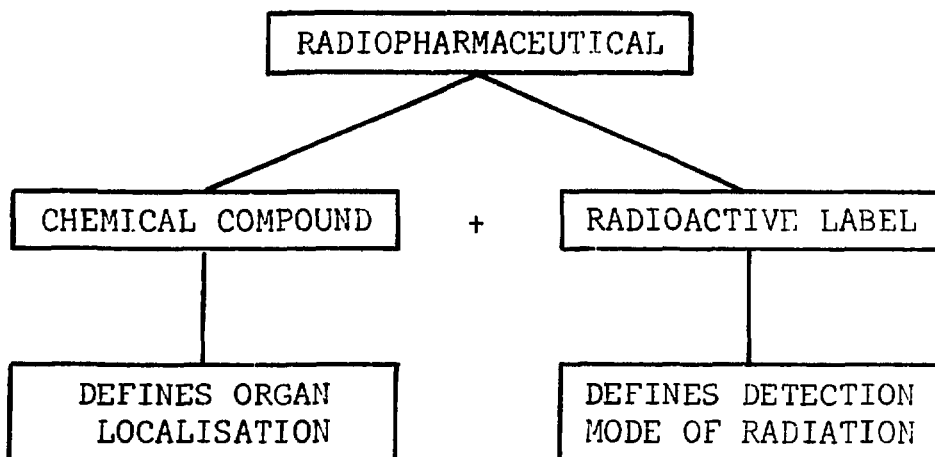 RADIOPHARMACEUTICAL
CHEMICAL COMPOUND + RADIOACTIVE LABEL
DEFINES ORGAN
LOCALISATION
DEFINES DETECTION
MODE OF RADIATION